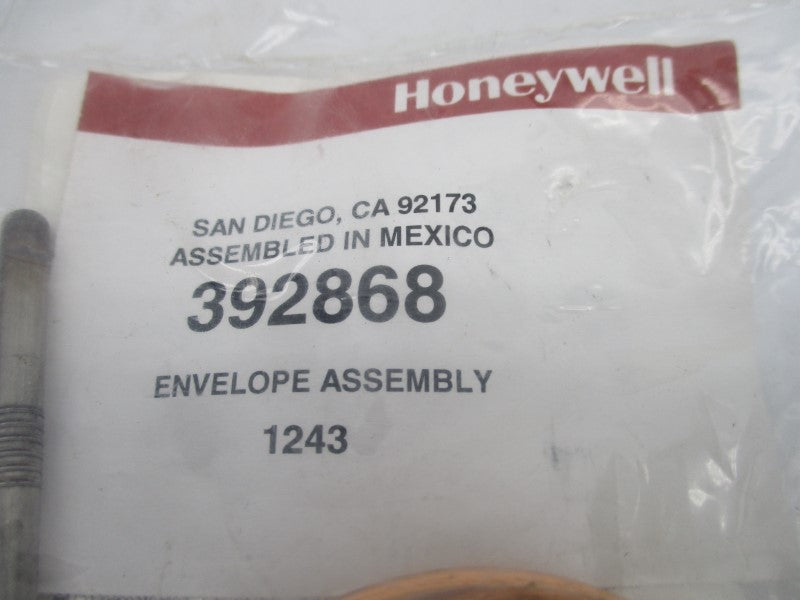 Honeywell
SAN DIEGO, CA 92173
ASSEMBLED IN MEXICO
392868
ENVELOPE ASSEMBLY
1243